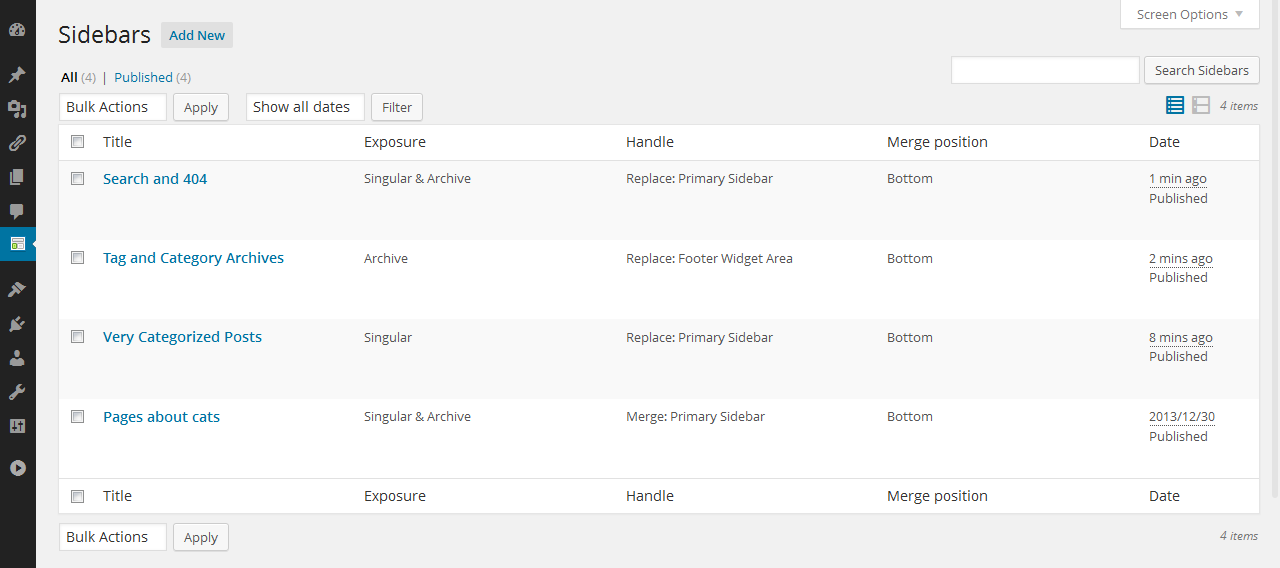 Screen Options
Sidebars Add New
All (4) | Published (4)
Search Sidebars
Bulk Actions Apply Show all dates Filter 4 items
Title Exposure Handle Merge position Date
Search and 404 Singular & Archive Replace: Primary Sidebar Bottom 1 min ago
Published
Tag and Category Archives Archive Replace: Footer Widget Area Bottom 2 mins ago
Published
Very Categorized Posts Singular Replace: Primary Sidebar Bottom 8 mins ago
Published
Pages about cats Singular & Archive Merge: Primary Sidebar Bottom 2013/12/30
Published
Title Exposure Handle Merge position Date
Bulk Actions Apply 4 items